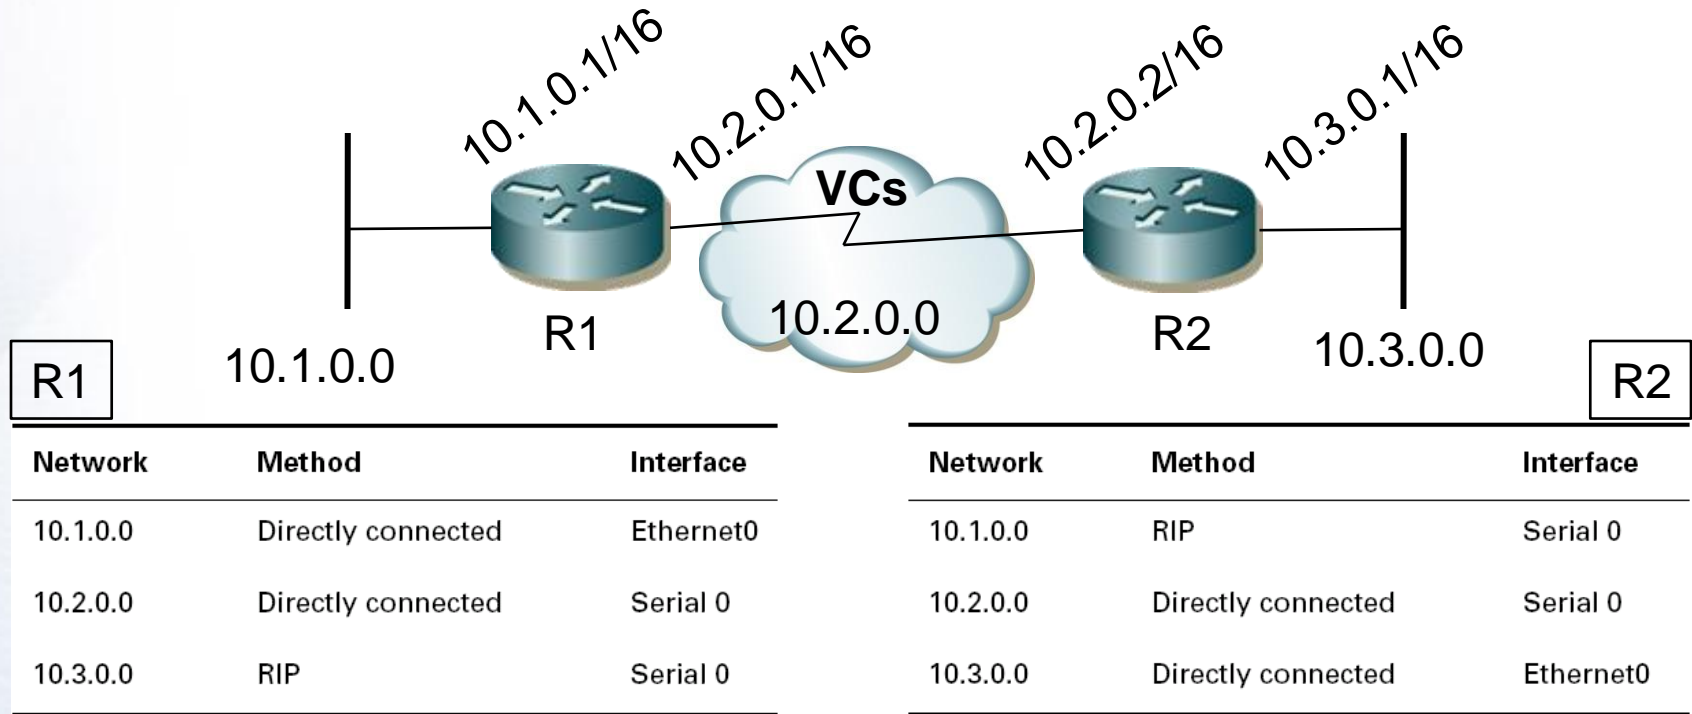 10.1.0.1/16
10.2.0.1/16
10.2.0.2/16
10.3.0.1/16
VCs
10.2.0.0
R1
R2
10.1.0.0
10.3.0.0
R1
Network Method Interface
10.1.0.0 Directly connected Ethernet0
10.2.0.0 Directly connected Serial 0
10.3.0.0 RIP Serial 0
R2
Network Method Interface
10.1.0.0 RIP Serial 0
10.2.0.0 Directly connected Serial 0
10.3.0.0 Directly connected Ethernet0